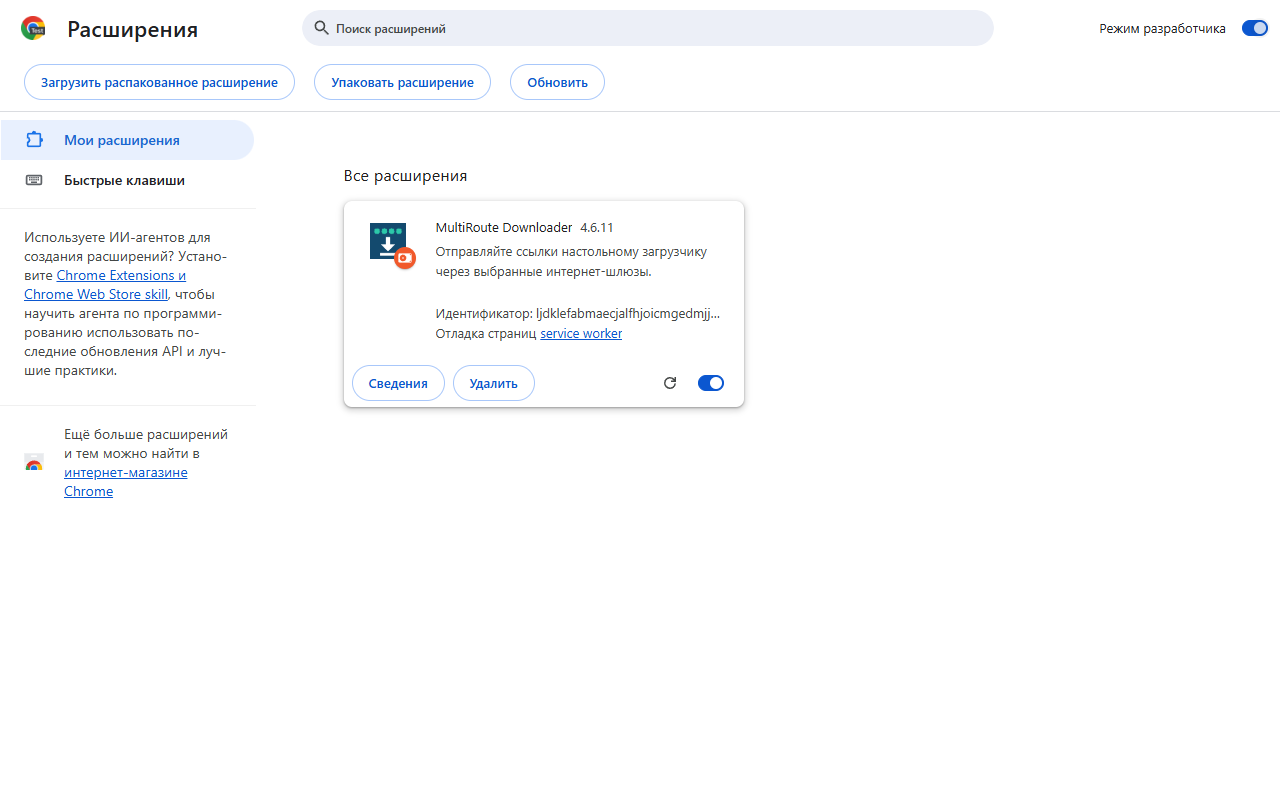 Расширения
Поиск расширений
Режим разработчика
Загрузить распакованное расширение
Упаковать расширение
Обновить
Мои расширения
Быстрые клавиши
Используете ИИ-агентов для
создания расширений? Устано-
вите Chrome Extensions и
Chrome Web Store skill, чтобы
научить агента по программи-
рованию использовать по-
следние обновления API и луч-
шие практики.
Ещё больше расширений
и тем можно найти в
интернет-магазине
Chrome
Все расширения
MultiRoute Downloader 4.6.11
Отправляйте ссылки настольному загрузчику
через выбранные интернет-шлюзы.
Идентификатор: ljdklefabmaecjalfhjoicmgedmjj...
Отладка страниц service worker
Сведения
Удалить